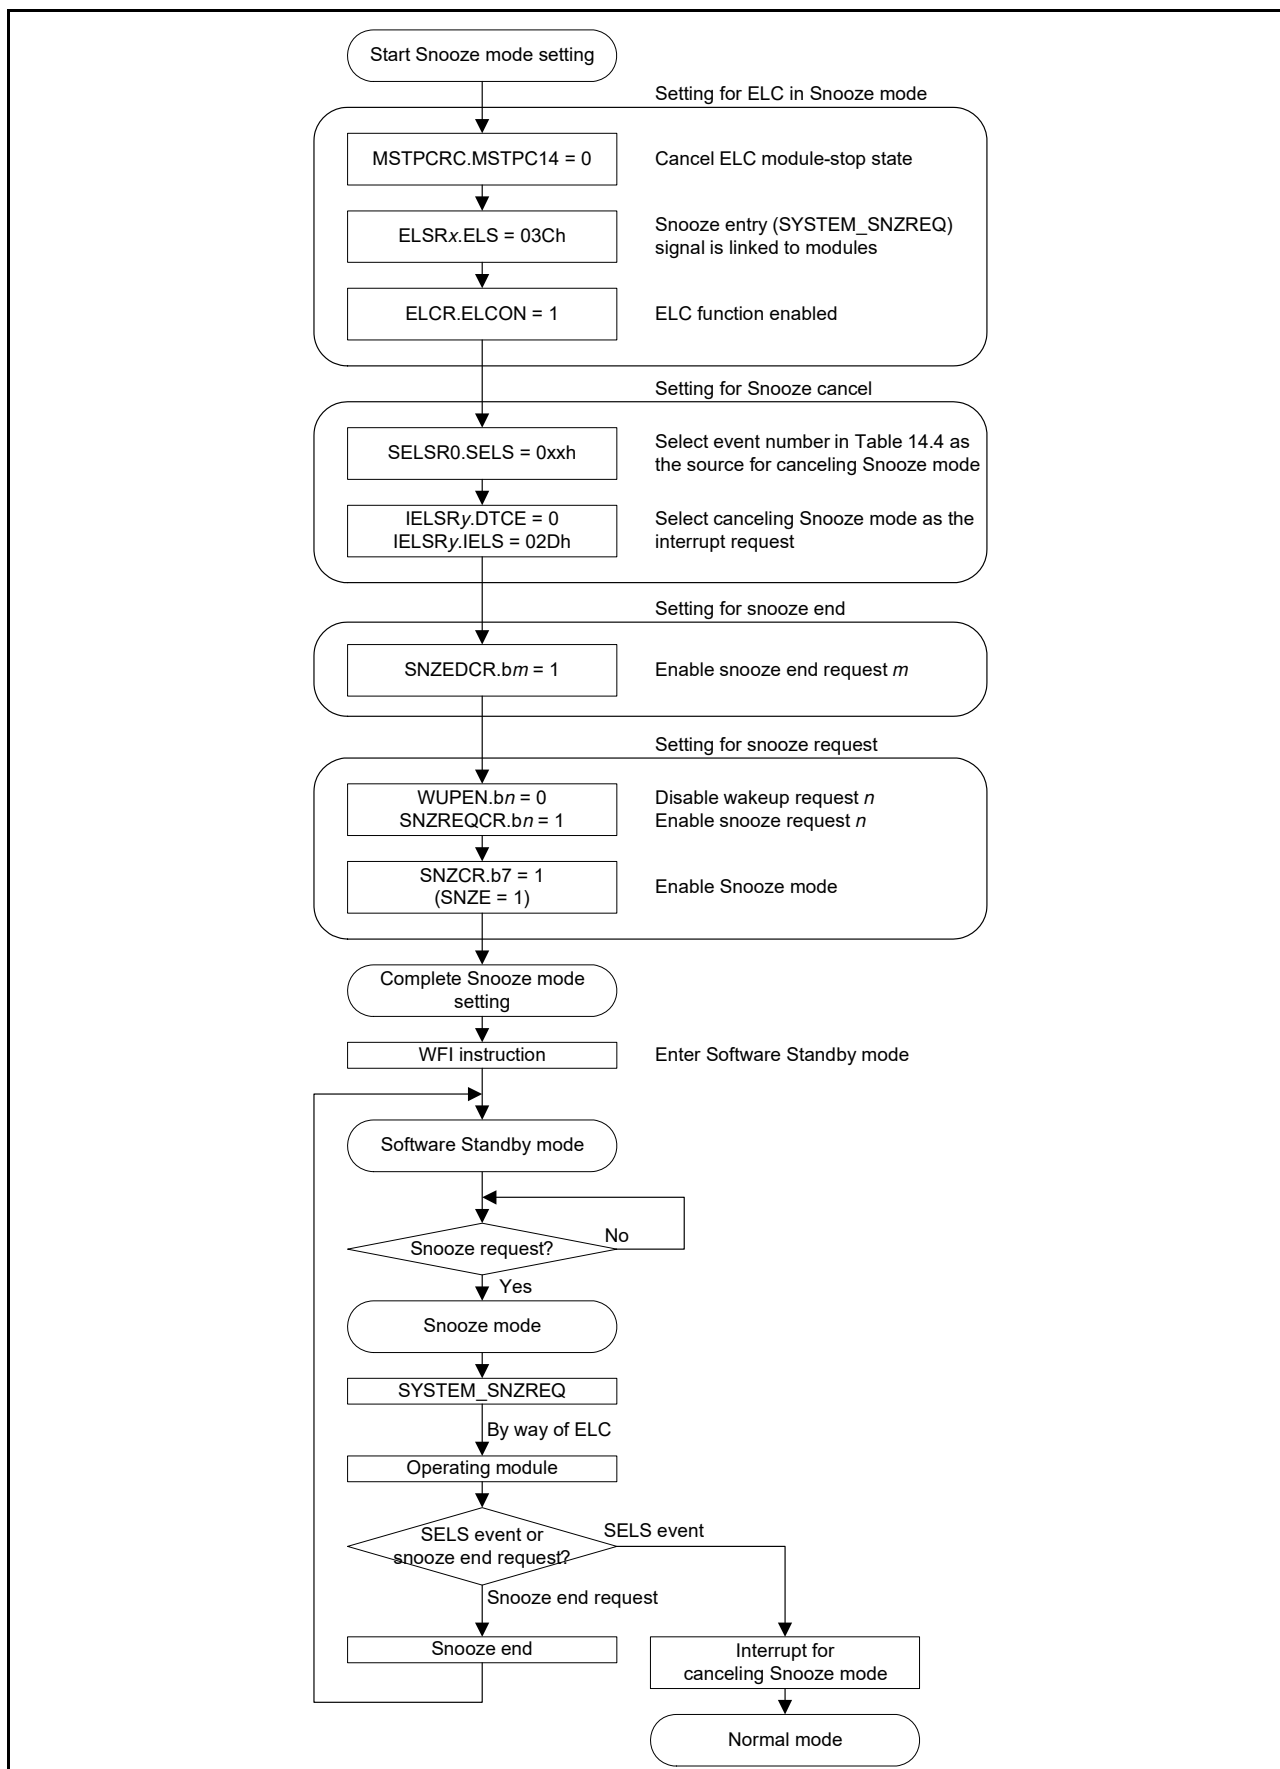 Start Snooze mode setting
Setting for ELC in Snooze mode
MSTPCRC.MSTPC14 = 0
Cancel ELC module-stop state
ELSRx.ELS = 03Ch
Snooze entry (SYSTEM_SNZREQ)
signal is linked to modules
ELCR.ELCON = 1
ELC function enabled
Setting for Snooze cancel
SELSR0.SELS = 0xxh
Select event number in Table 14.4 as
the source for canceling Snooze mode
IELSRy.DTCE = 0
IELSRy.IELS = 02Dh
Select canceling Snooze mode as the
interrupt request
Setting for snooze end
SNZEDCR.bm = 1
Enable snooze end request m
Setting for snooze request
WUPEN.bn = 0
SNZREQCR.bn = 1
Disable wakeup request n
Enable snooze request n
SNZCR.b7 = 1
(SNZE = 1)
Enable Snooze mode
Complete Snooze mode
setting
WFI instruction
Enter Software Standby mode
Software Standby mode
Snooze request?
No
Yes
Snooze mode
SYSTEM_SNZREQ
By way of ELC
Operating module
SELS event or
snooze end request?
SELS event
Snooze end request
Snooze end
Interrupt for
canceling Snooze mode
Normal mode